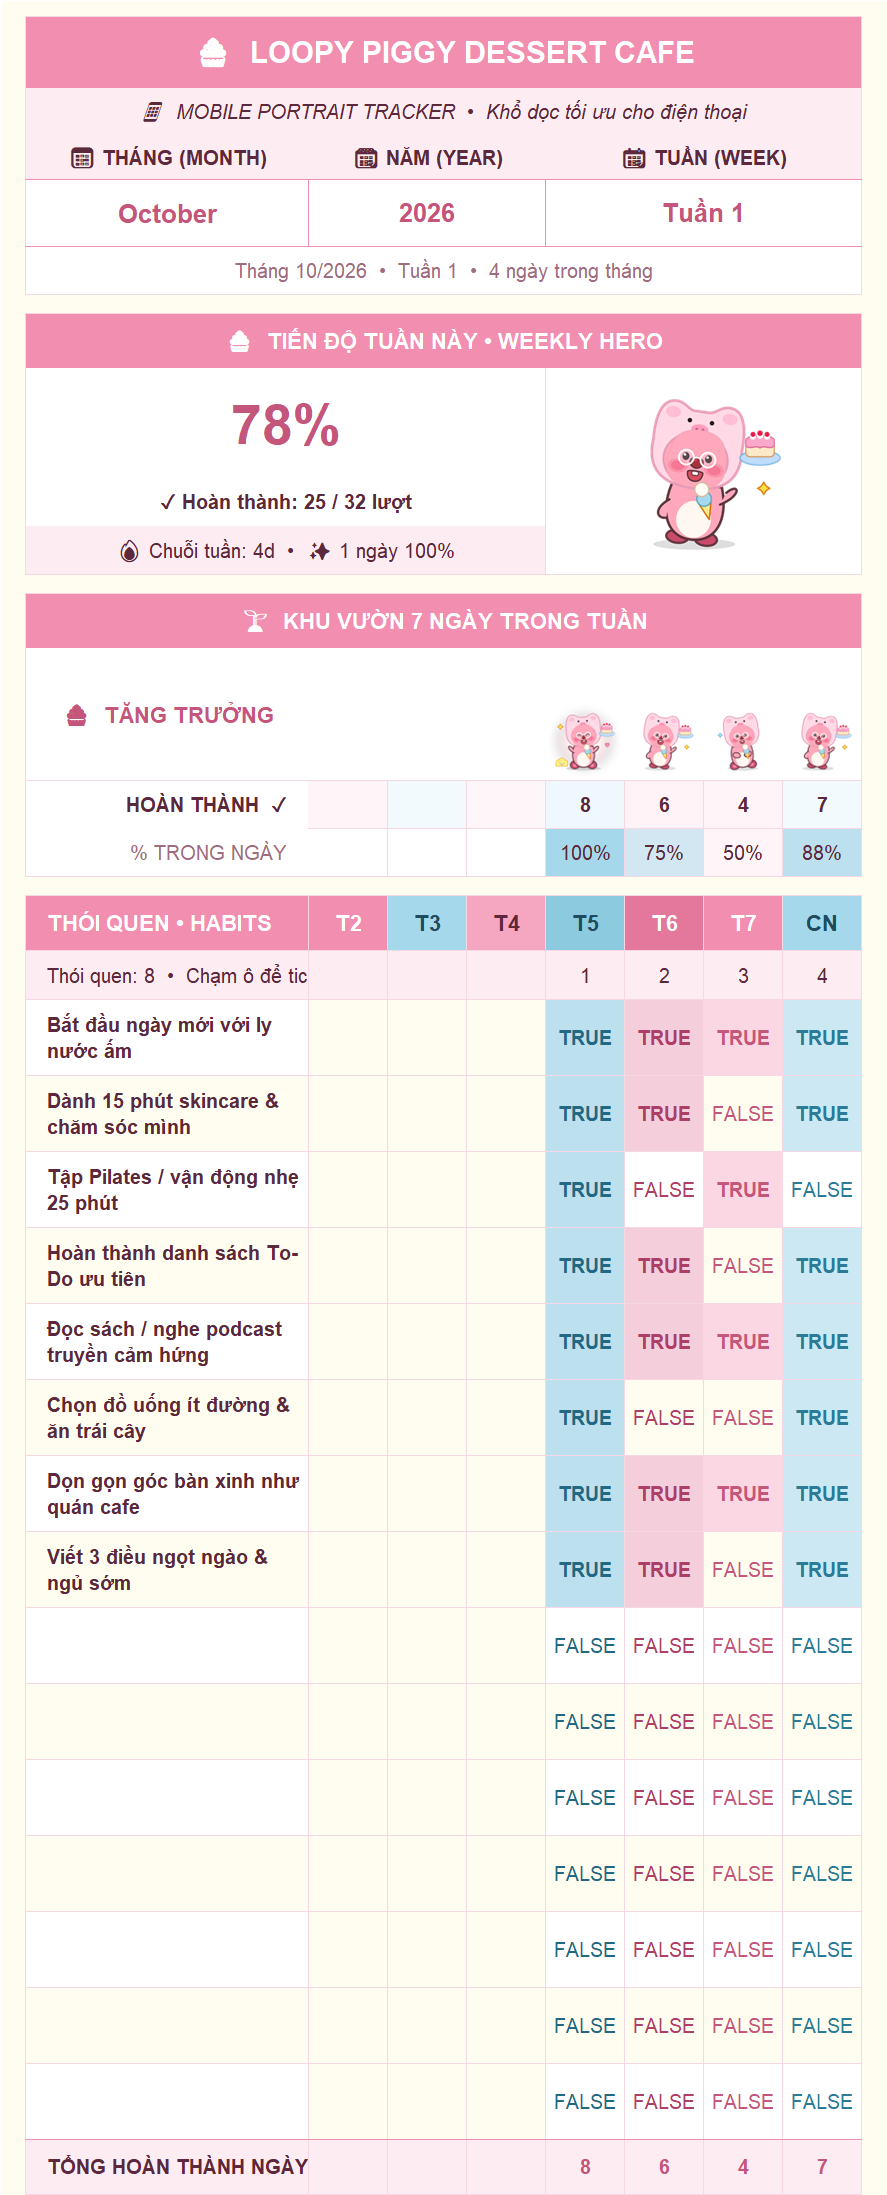 LOOPY PIGGY DESSERT CAFE
MOBILE PORTRAIT TRACKER • Khổ dọc tối ưu cho điện thoại
THÁNG (MONTH) NĂM (YEAR) TUẦN (WEEK)
October 2026 Tuần 1
Tháng 10/2026 • Tuần 1 • 4 ngày trong tháng
TIẾN ĐỘ TUẦN NÀY • WEEKLY HERO
78%
✓ Hoàn thành: 25 / 32 lượt
Chuỗi tuần: 4d • 1 ngày 100%
KHU VƯỜN 7 NGÀY TRONG TUẦN
TĂNG TRƯỞNG
HOÀN THÀNH ✓ 8 6 4 7
% TRONG NGÀY 100% 75% 50% 88%
THÓI QUEN • HABITS T2 T3 T4 T5 T6 T7 CN
Thói quen: 8 • Chạm ô để tic 1 2 3 4
Bắt đầu ngày mới với ly
nước ấm TRUE TRUE TRUE TRUE
Dành 15 phút skincare &
chăm sóc mình TRUE TRUE FALSE TRUE
Tập Pilates / vận động nhẹ
25 phút TRUE FALSE TRUE FALSE
Hoàn thành danh sách To-
Do ưu tiên TRUE TRUE FALSE TRUE
Đọc sách / nghe podcast
truyền cảm hứng TRUE TRUE TRUE TRUE
Chọn đồ uống ít đường &
ăn trái cây TRUE FALSE FALSE TRUE
Dọn gọn góc bàn xinh như
quán cafe TRUE TRUE TRUE TRUE
Viết 3 điều ngọt ngào &
ngủ sớm TRUE TRUE FALSE TRUE
FALSE FALSE FALSE FALSE
FALSE FALSE FALSE FALSE
FALSE FALSE FALSE FALSE
FALSE FALSE FALSE FALSE
FALSE FALSE FALSE FALSE
FALSE FALSE FALSE FALSE
FALSE FALSE FALSE FALSE
TỔNG HOÀN THÀNH NGÀY 8 6 4 7